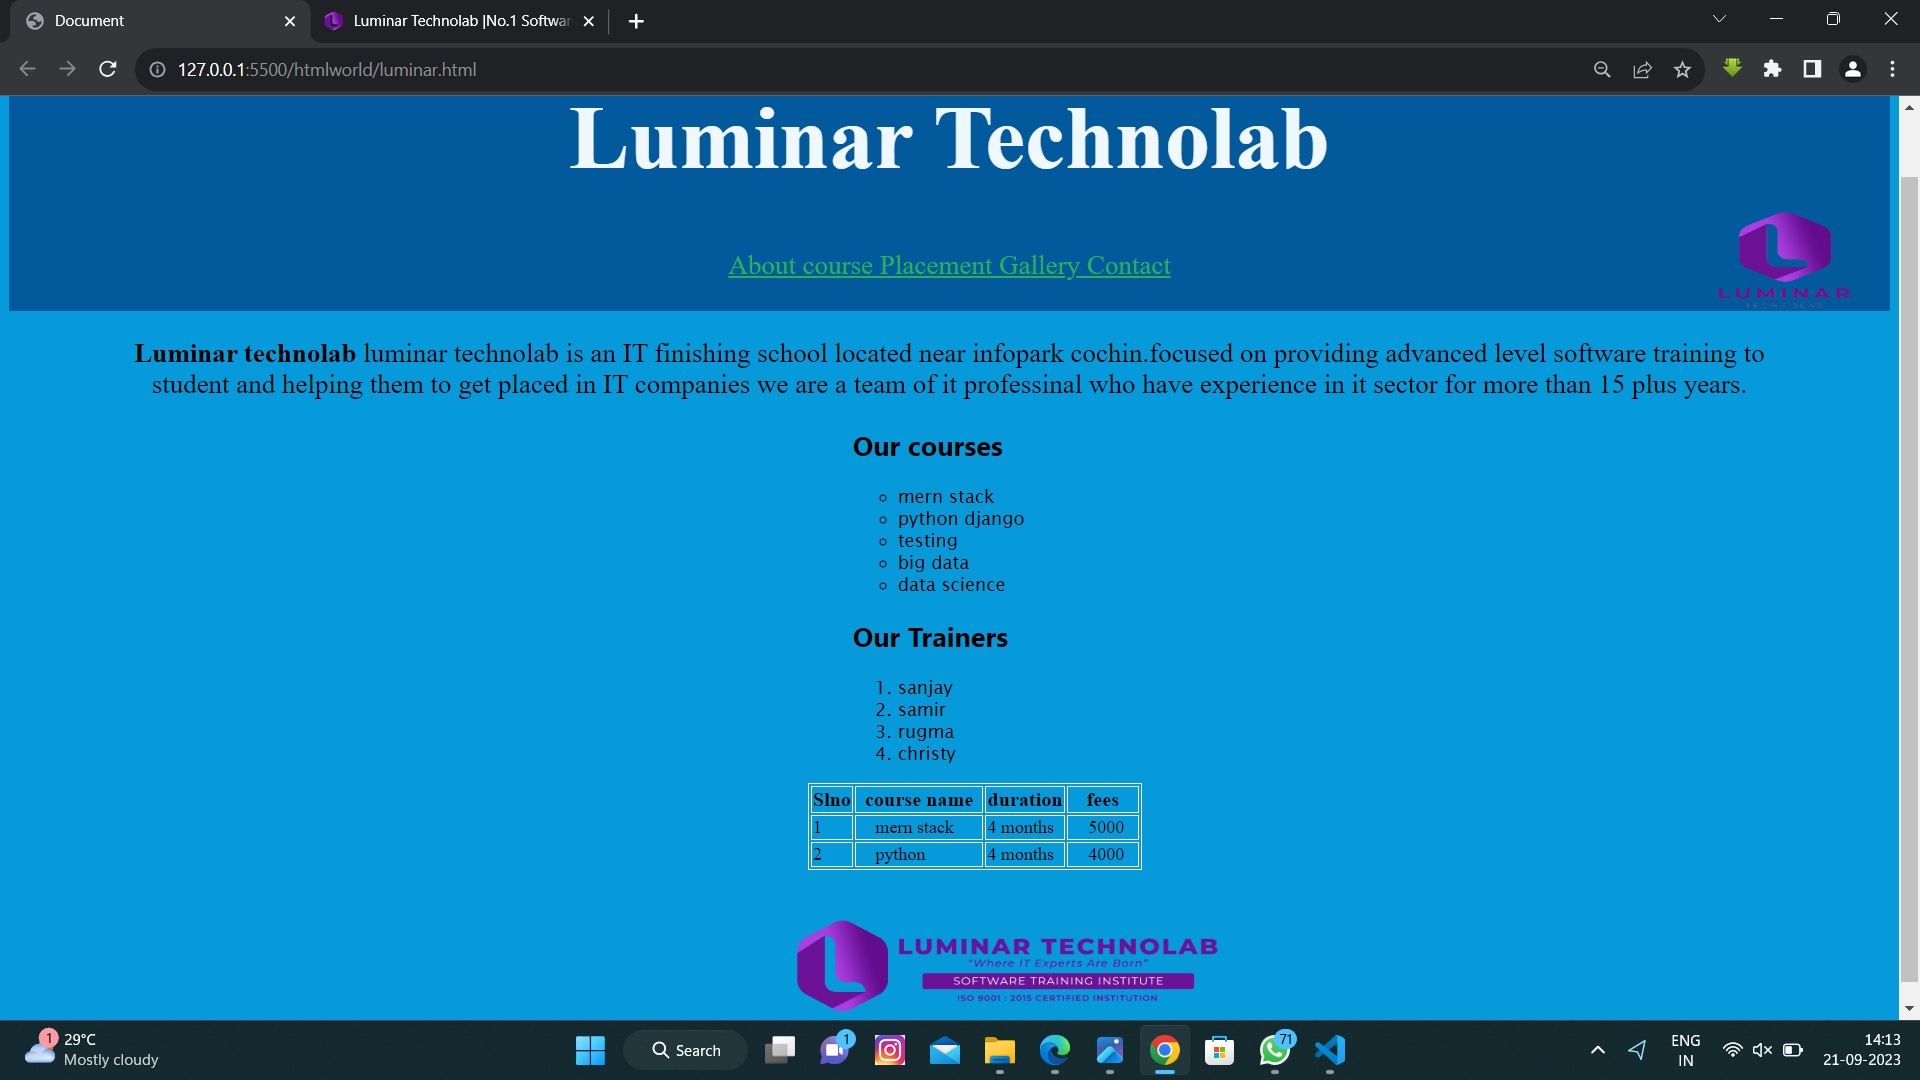 Document
Luminar Technolab |No.1 Softwar
127.0.0.1:5500/htmlworld/luminar.html
Luminar Technolab
About course Placement Gallery Contact
LUMINAR
TECHNOLAB
Luminar technolab luminar technolab is an IT finishing school located near infopark cochin.focused on providing advanced level software training to
student and helping them to get placed in IT companies we are a team of it professinal who have experience in it sector for more than 15 plus years.
Our courses
mern stack
python django
testing
big data
data science
Our Trainers
1. sanjay
2. samir
3. rugma
4. christy
Slno course name duration fees
1 mern stack 4 months 5000
2 python 4 months 4000
LUMINAR TECHNOLAB
“Where IT Experts Are Born”
SOFTWARE TRAINING INSTITUTE
ISO 9001 : 2015 CERTIFIED INSTITUTION
1
29°C
Mostly cloudy
Search
1
71
ENG
IN
14:13
21-09-2023